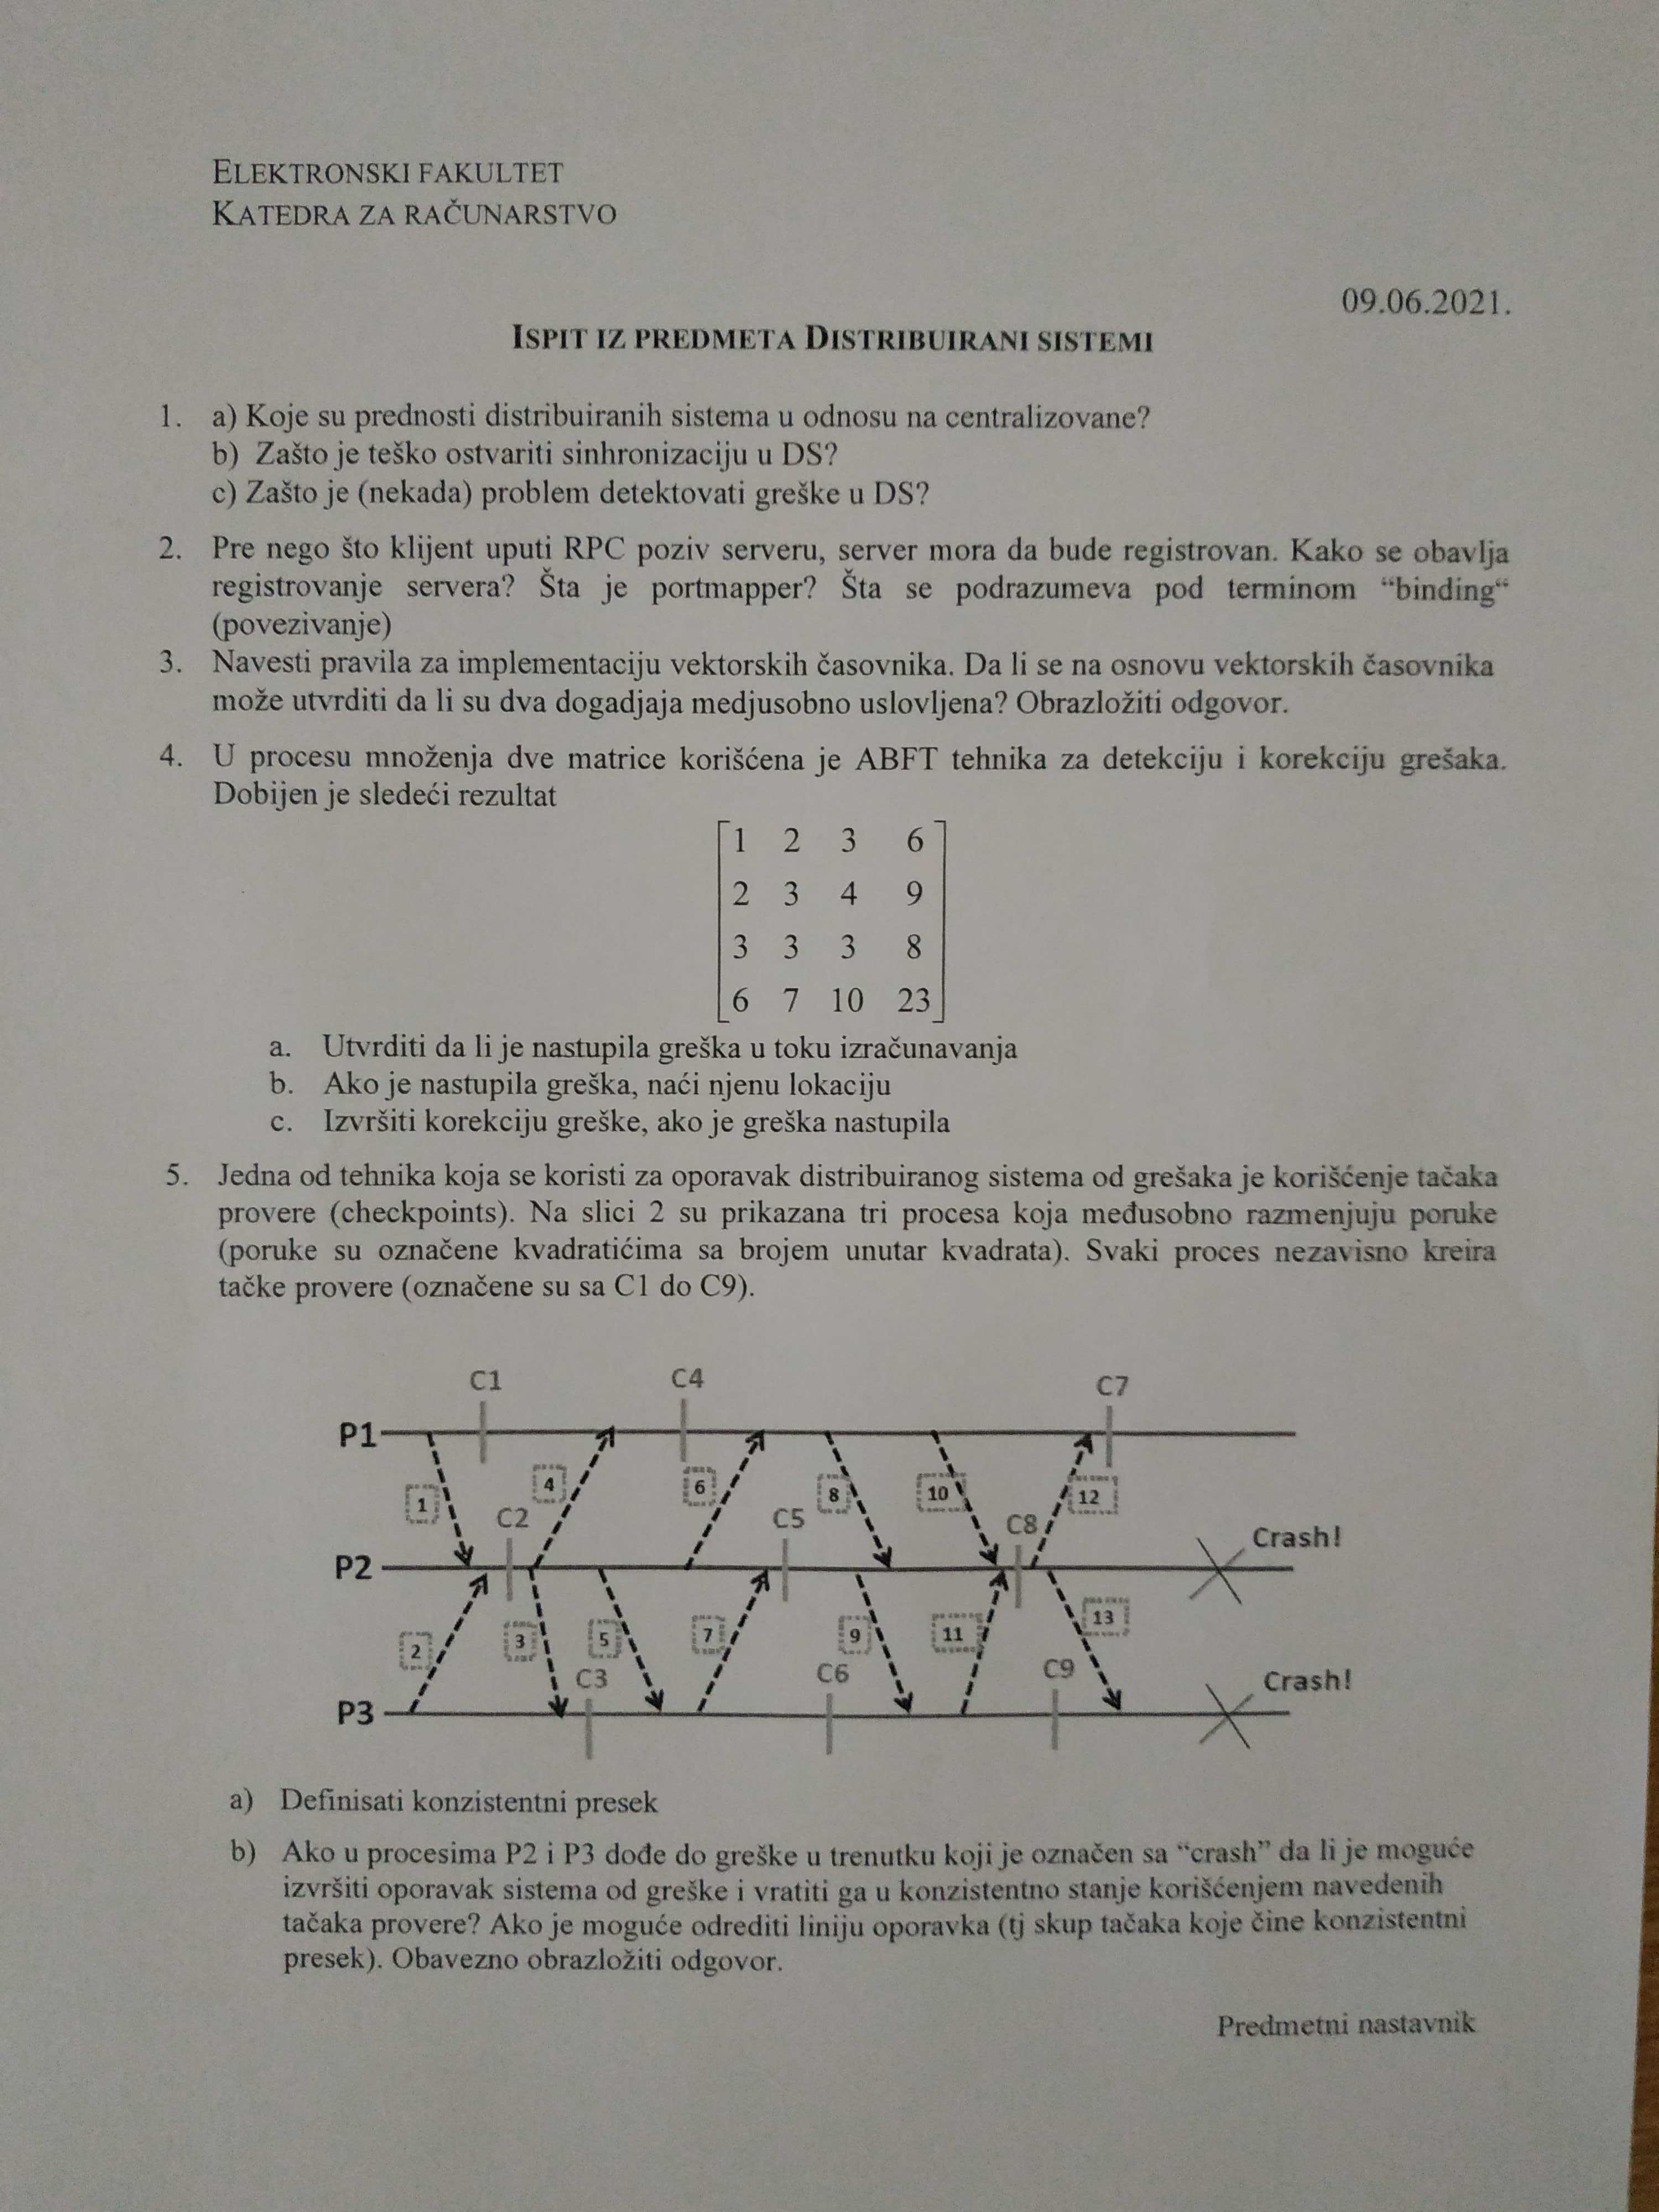 ELEKTRONSKI FAKULTET
KATEDRA ZA RAČUNARSTVO
09.06.2021.
ISPIT IZ PREDMETA DISTRIBUIRANI SISTEMI
1. a) Koje su prednosti distribuiranih sistema u odnosu na centralizovane?
b) Zašto je teško ostvariti sinhronizaciju u DS?
c) Zašto je (nekada) problem detektovati greške u DS?
2. Pre nego što klijent uputi RPC poziv serveru, server mora da bude registrovan. Kako se obavlja
registrovanje servera? Šta je portmapper? Šta se podrazumeva pod terminom “binding“
(povezivanje)
3. Navesti pravila za implementaciju vektorskih časovnika. Da li se na osnovu vektorskih časovnika
može utvrditi da li su dva dogadjaja medjusobno uslovljena? Obrazložiti odgovor.
4. U procesu množenja dve matrice korišćena je ABFT tehnika za detekciju i korekciju grešaka.
Dobijen je sledeći rezultat
1 2 3 6
2 3 4 9
3 3 3 8
6 7 10 23
a. Utvrditi da li je nastupila greška u toku izračunavanja
b. Ako je nastupila greška, naći njenu lokaciju
c. Izvršiti korekciju greške, ako je greška nastupila
5. Jedna od tehnika koja se koristi za oporavak distribuiranog sistema od grešaka je korišćenje tačaka
provere (checkpoints). Na slici 2 su prikazana tri procesa koja međusobno razmenjuju poruke
(poruke su označene kvadratićima sa brojem unutar kvadrata). Svaki proces nezavisno kreira
tačke provere (označene su sa C1 do C9).
C1 C4 C7
P1
1 4 6 8 10 12
C2 C5 C8 Crash!
P2
2 3 5 7 9 11 13
C3 C6 C9 Crash!
P3
a) Definisati konzistentni presek
b) Ako u procesima P2 i P3 dođe do greške u trenutku koji je označen sa “crash” da li je moguće
izvršiti oporavak sistema od greške i vratiti ga u konzistentno stanje korišćenjem navedenih
tačaka provere? Ako je moguće odrediti liniju oporavka (tj skup tačaka koje čine konzistentni
presek). Obavezno obrazložiti odgovor.
Predmetni nastavnik